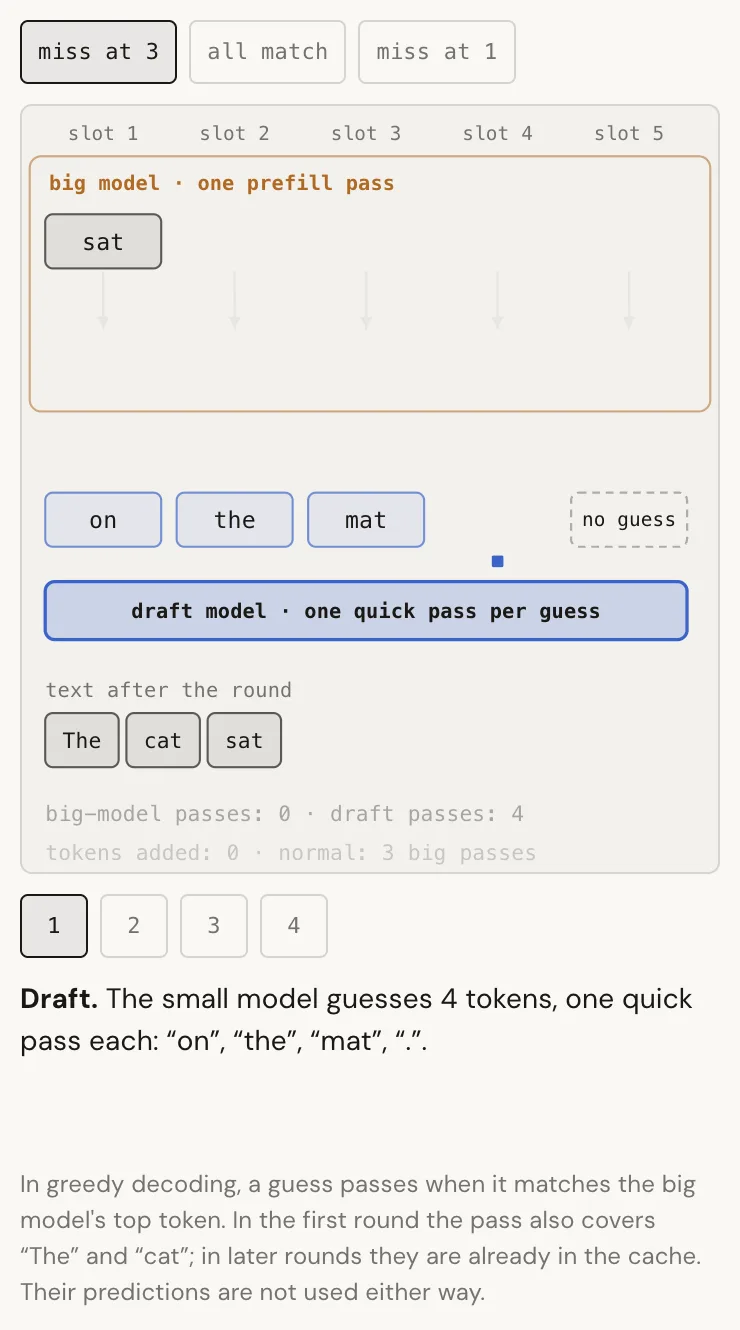 miss at 3 all match miss at 1
slot 1 slot 2 slot 3 slot 4 slot 5
big model · one prefill pass
sat
on the mat no guess
draft model · one quick pass per guess
text after the round
The cat sat
big-model passes: 0 · draft passes: 4
tokens added: 0 · normal: 3 big passes
1 2 3 4
Draft. The small model guesses 4 tokens, one quick
pass each: “on”, “the”, “mat”, “.”.
In greedy decoding, a guess passes when it matches the big
model's top token. In the first round the pass also covers
“The” and “cat”; in later rounds they are already in the cache.
Their predictions are not used either way.